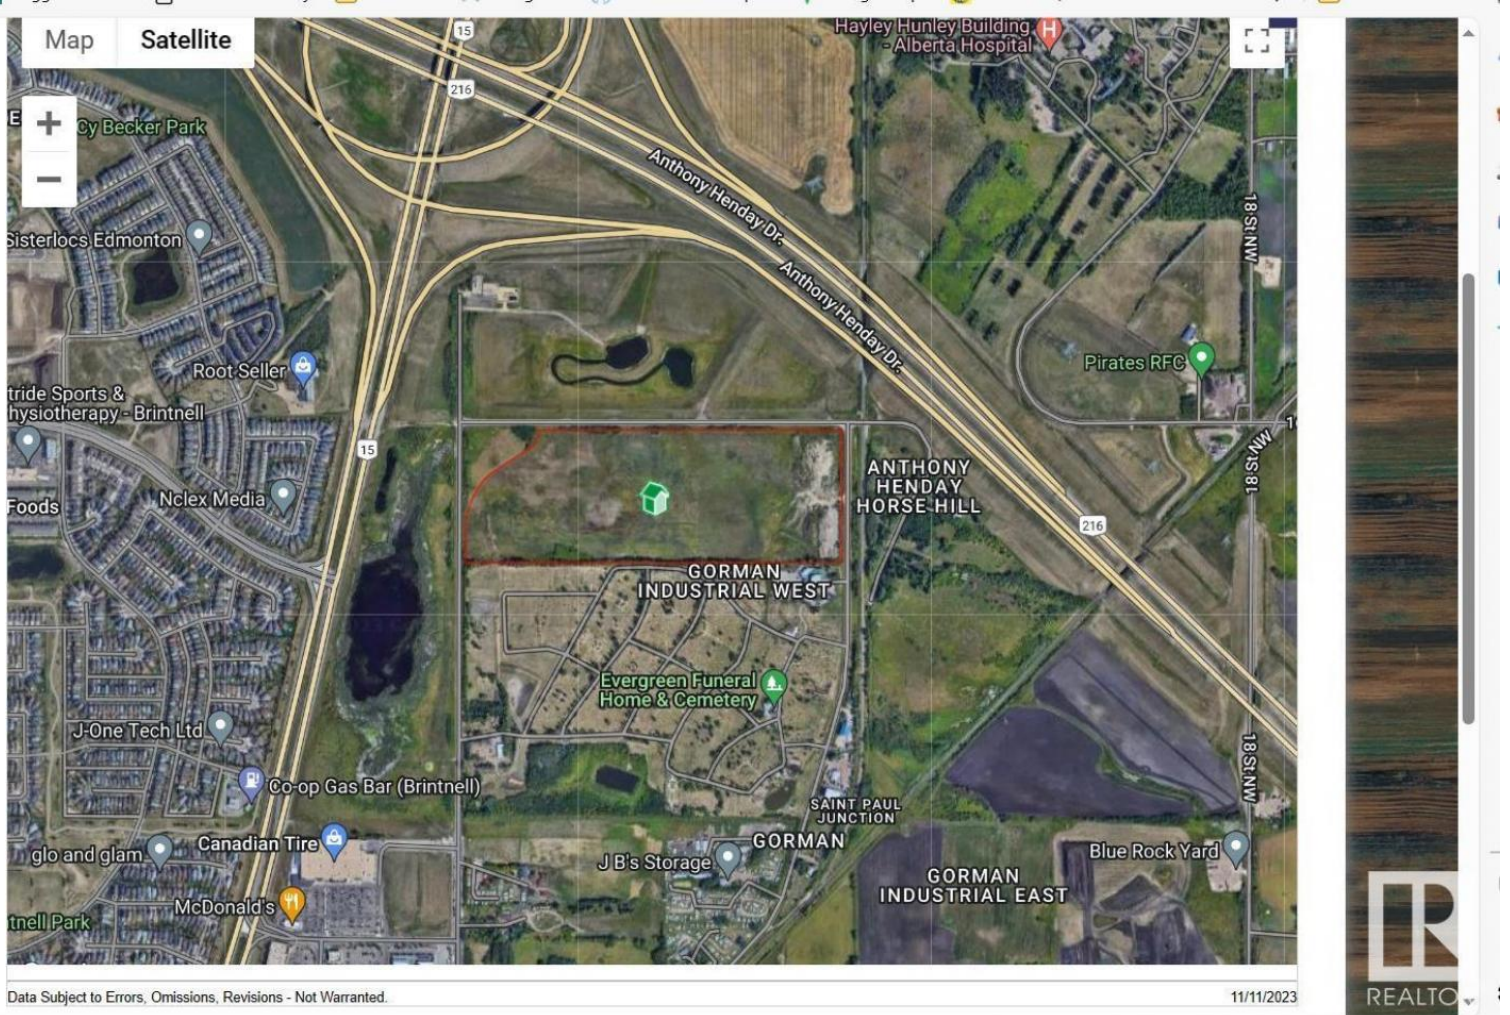 Map
Satellite
15
216
Hayley Hunley Building
- Alberta Hospital
Cy Becker Park
Anthony Henday Dr.
18 St NW
Sisterlocs Edmonton
Anthony Henday Dr.
Root Seller
Pirates RFC
tride Sports &
hysiotherapy - Brintnell
15
18 St NW
ANTHONY
HENDAY
HORSE HILL
Nclex Media
Foods
216
GORMAN
INDUSTRIAL WEST
Evergreen Funeral
Home & Cemetery
J-One Tech Ltd
18 St NW
Co-op Gas Bar (Brintnell)
SAINT PAUL
JUNCTION
Canadian Tire
GORMAN
glo and glam
J B's Storage
Blue Rock Yard
GORMAN
INDUSTRIAL EAST
McDonald's
tnell Park
Data Subject to Errors, Omissions, Revisions - Not Warranted.
11/11/2023
R
REALTO